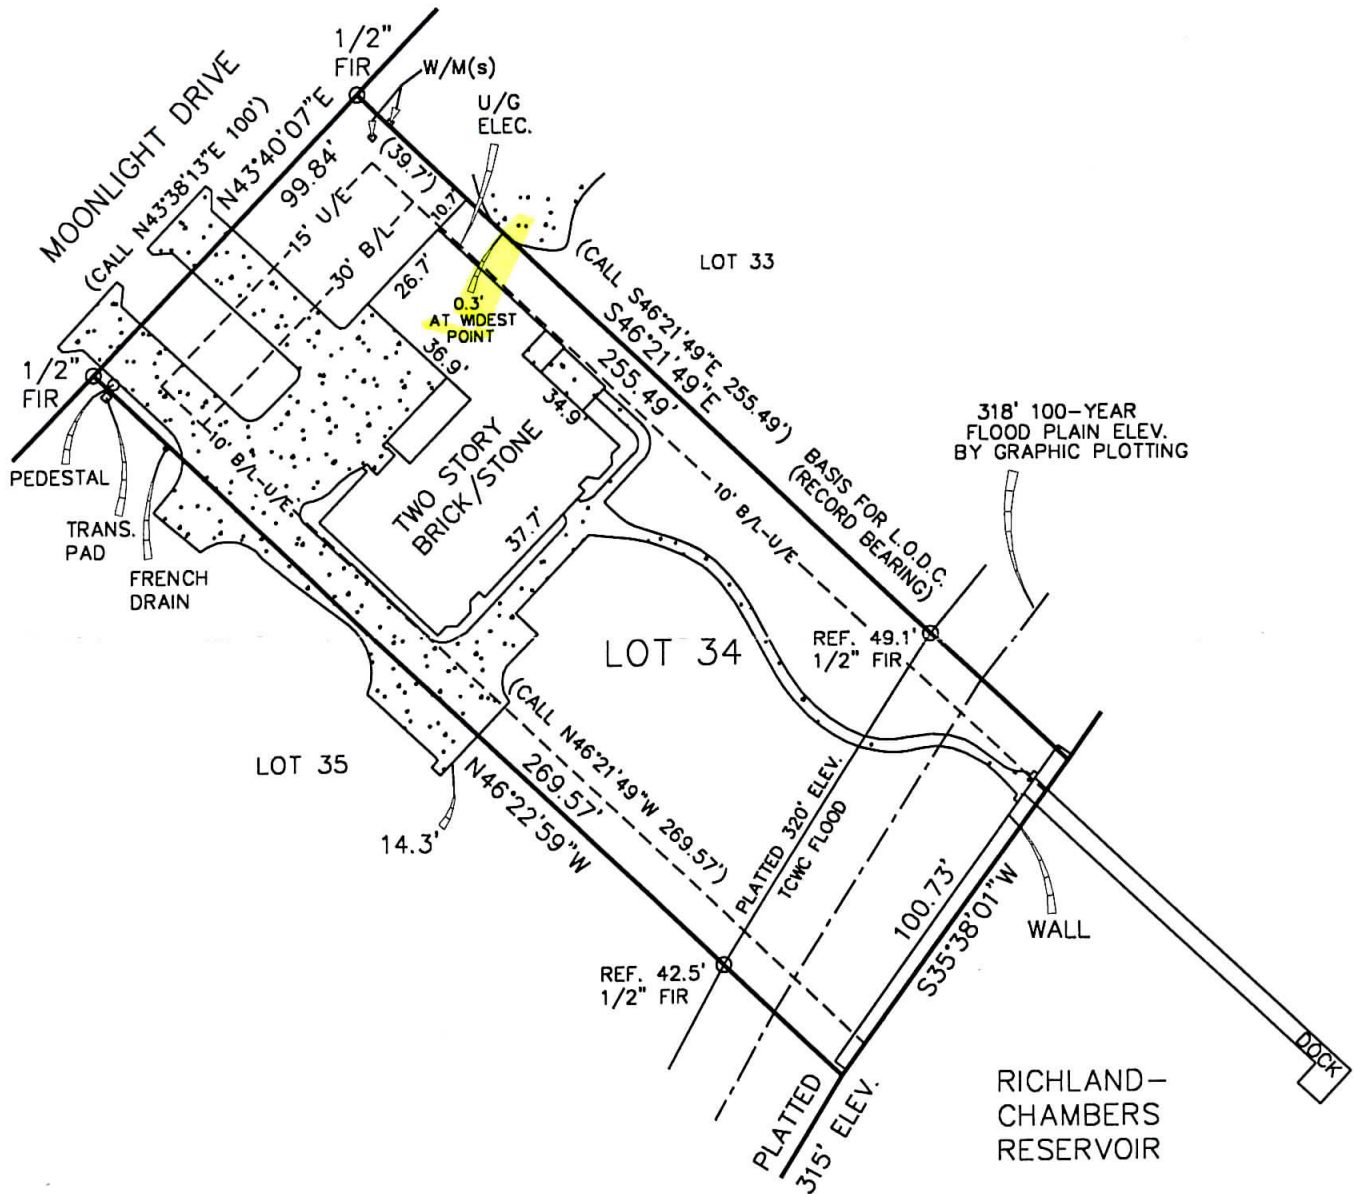 1/2"
FIR
W/M(s)
U/G
ELEC.
MOONLIGHT DRIVE
(CALL N43°38'13"E 100')
N43°40'07"E
99.84'
(39.7')
10.7'
15' U/E
30' B/L
26.7'
0.3'
AT WIDEST
POINT
36.9'
34.9'
LOT 33
(CALL S46°21'49"E 255.49')
S46°21'49"E
255.49'
BASIS FOR L.O.D.C.
(RECORD BEARING)
318' 100-YEAR
FLOOD PLAIN ELEV.
BY GRAPHIC PLOTTING
1/2"
FIR
PEDESTAL
TRANS.
PAD
FRENCH
DRAIN
10' B/L-U/E
TWO STORY
BRICK/STONE
37.7'
10' B/L-U/E
LOT 34
REF. 49.1'
1/2" FIR
LOT 35
14.3'
(CALL N46°21'49"W 269.57')
269.57'
N46°22'59"W
PLATTED 320' ELEV.
TCWC FLOOD
REF. 42.5'
1/2" FIR
100.73'
S35°38'01"W
WALL
DOCK
PLATTED
315' ELEV.
RICHLAND-
CHAMBERS
RESERVOIR